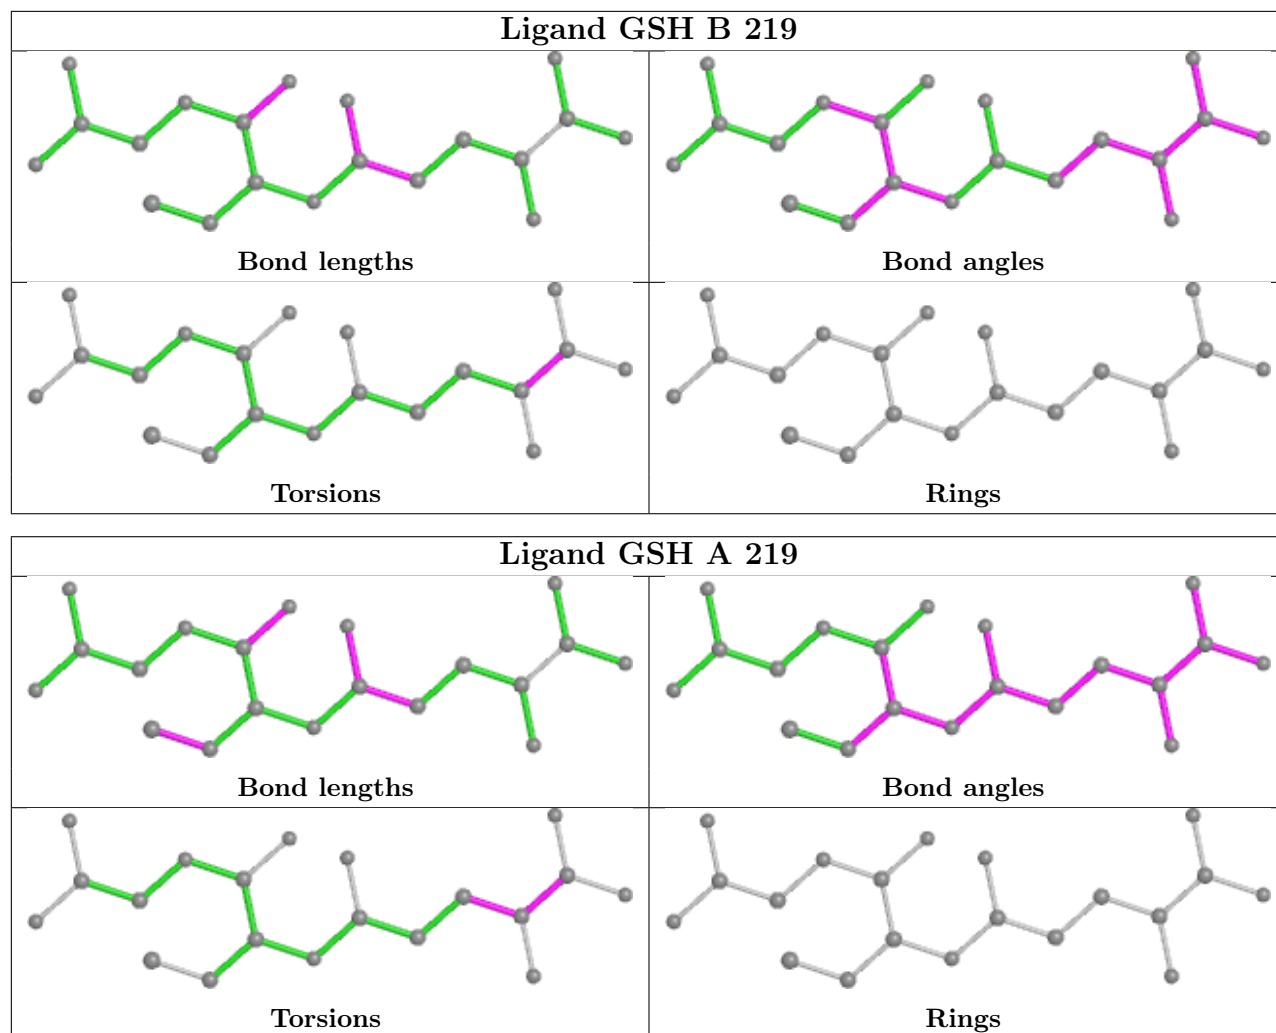 Ligand GSH B 219
Bond lengths
Bond angles
Torsions
Rings
Ligand GSH A 219
Bond lengths
Bond angles
Torsions
Rings